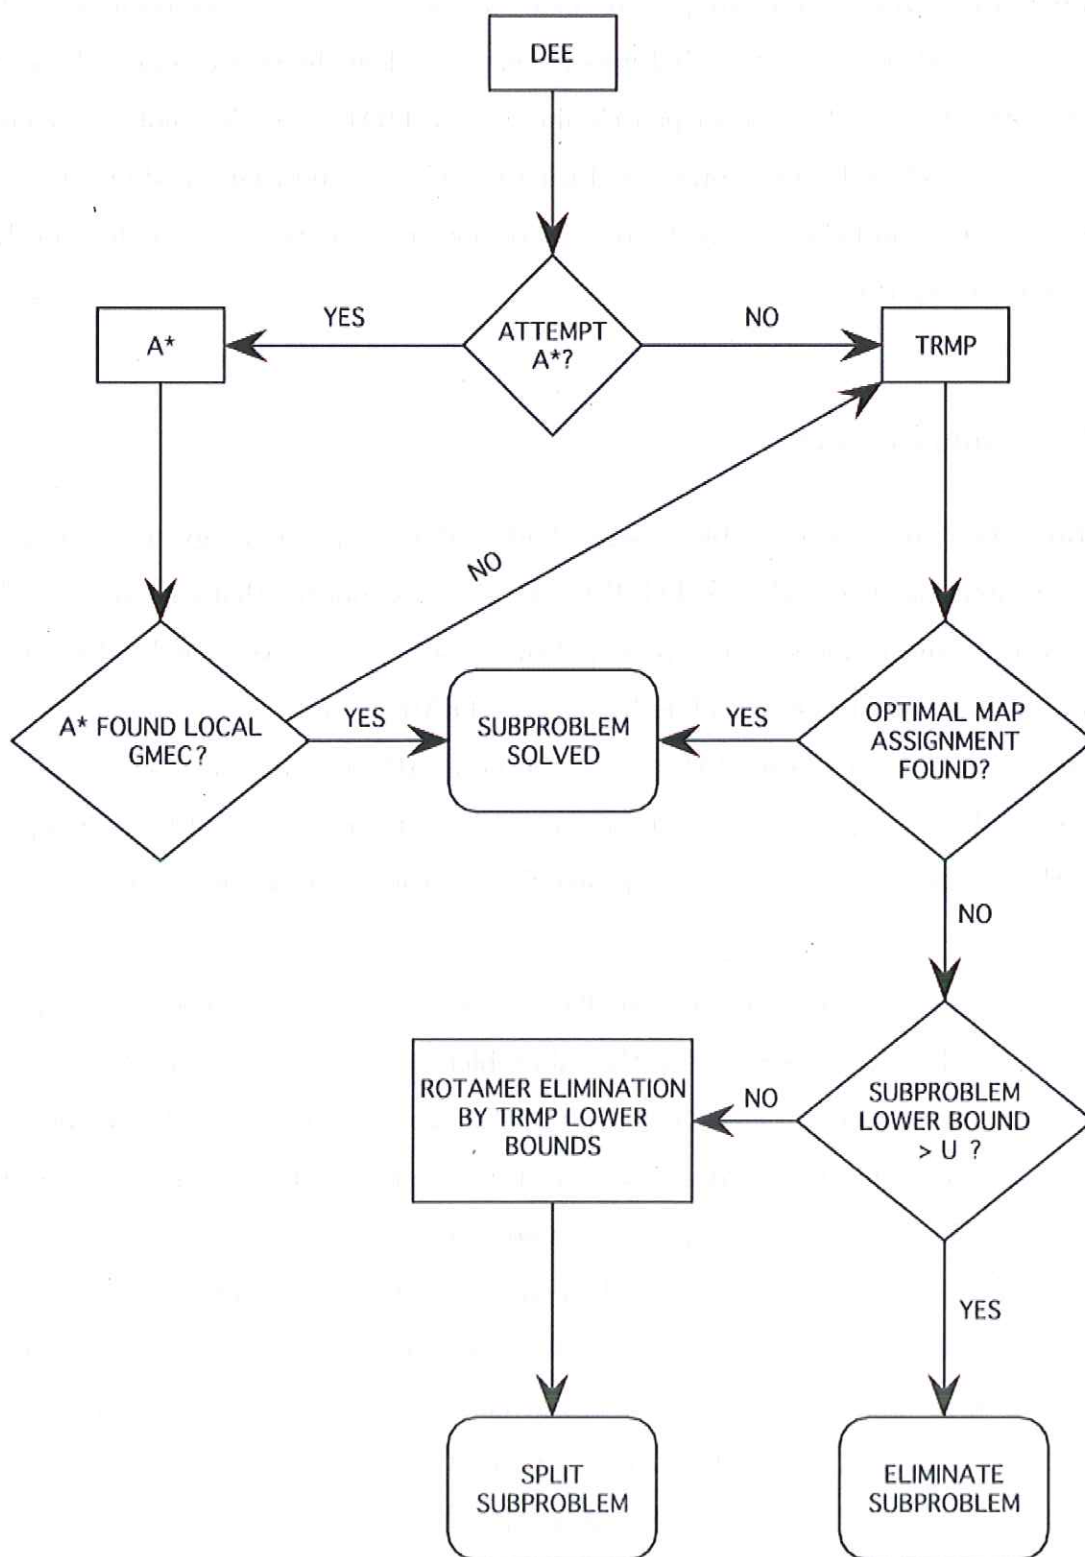 DEE
YES
NO
A*
ATTEMPT
A*?
TRMP
NO
A* FOUND LOCAL
GMEC?
YES
SUBPROBLEM
SOLVED
YES
OPTIMAL MAP
ASSIGNMENT
FOUND?
NO
ROTAMER ELIMINATION
BY TRMP LOWER
BOUNDS
NO
SUBPROBLEM
LOWER BOUND
> U ?
YES
SPLIT
SUBPROBLEM
ELIMINATE
SUBPROBLEM